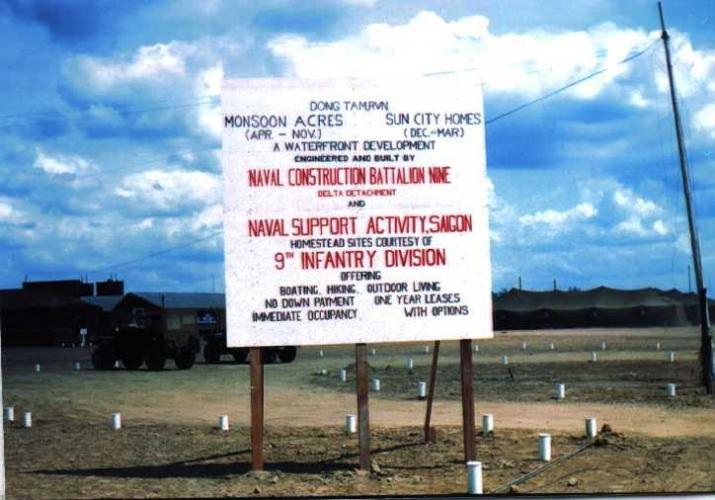 DONG TAM,RVN
MONSOON ACRES SUN CITY HOMES
(APR. - NOV.) (DEC.-MAR)
A WATERFRONT DEVELOPMENT
ENGINEERED AND BUILT BY
NAVAL CONSTRUCTION BATTALION NINE
DELTA DETACHMENT
AND
NAVAL SUPPORT ACTIVITY,SAIGON
HOMESTEAD SITES COURTESY OF
9TH INFANTRY DIVISION
OFFERING
BOATING, HIKING, OUTDOOR LIVING
NO DOWN PAYMENT ONE YEAR LEASES
IMMEDIATE OCCUPANCY, WITH OPTIONS